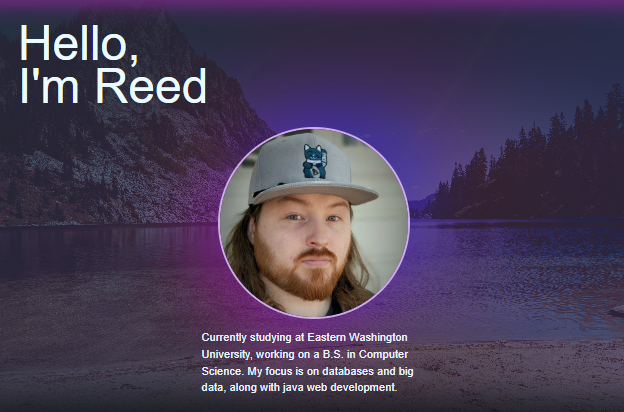 Hello,
I'm Reed
Currently studying at Eastern Washington
University, working on a B.S. in Computer
Science. My focus is on databases and big
data, along with java web development.